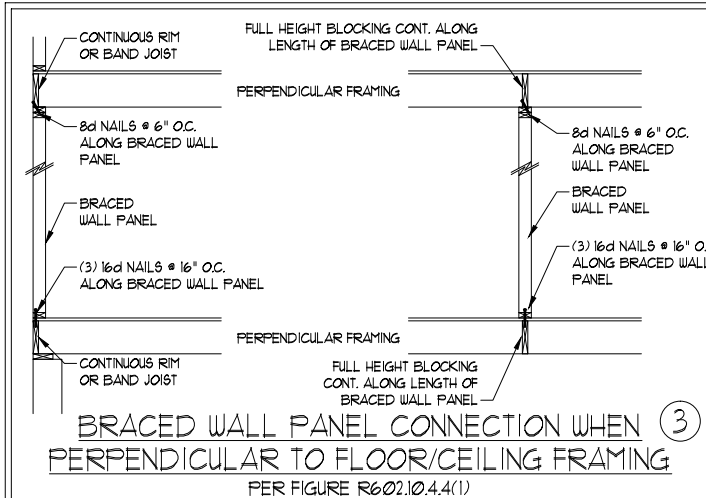 CONTINUOUS RIM
OR BAND JOIST
FULL HEIGHT BLOCKING CONT. ALONG
LENGTH OF BRACED WALL PANEL
PERPENDICULAR FRAMING
8d NAILS @ 6" O.C.
ALONG BRACED WALL
PANEL
8d NAILS @ 6" O.C.
ALONG BRACED
WALL PANEL
BRACED
WALL PANEL
BRACED
WALL PANEL
(3) 16d NAILS @ 16" O.C.
ALONG BRACED WALL PANEL
(3) 16d NAILS @ 16" O.
ALONG BRACED WALL
PANEL
PERPENDICULAR FRAMING
CONTINUOUS RIM
OR BAND JOIST
FULL HEIGHT BLOCKING
CONT. ALONG LENGTH OF
BRACED WALL PANEL
BRACED WALL PANEL CONNECTION WHEN
3
PERPENDICULAR TO FLOOR/CEILING FRAMING
PER FIGURE R602.10.4.4(1)